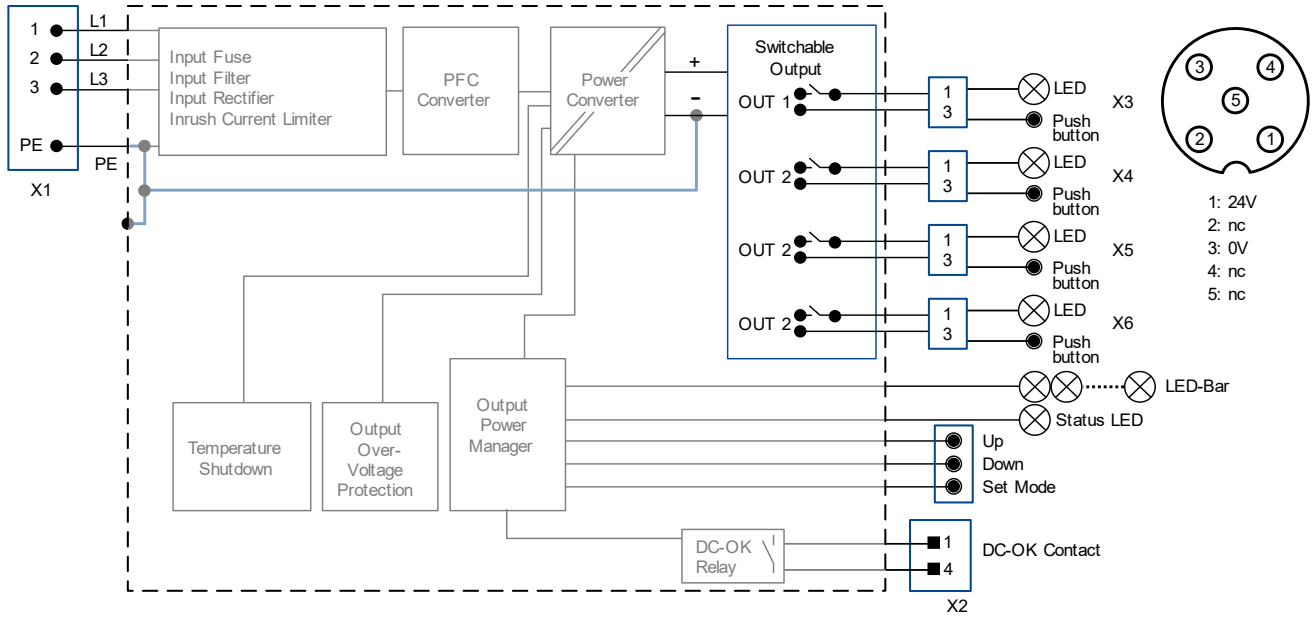 1
L1
2
L2
3
L3
PE
PE
X1
Input Fuse
Input Filter
Input Rectifier
Inrush Current Limiter
PFC
Converter
Power
Converter
+
-
Switchable
Output
OUT 1
1
3
LED
Push
button
X3
OUT 2
1
3
LED
Push
button
X4
OUT 2
1
3
LED
Push
button
X5
OUT 2
1
3
LED
Push
button
X6
3
4
5
2
1
1: 24V
2: nc
3: 0V
4: nc
5: nc
LED-Bar
Status LED
Up
Down
Set Mode
Temperature
Shutdown
Output
Over-
Voltage
Protection
Output
Power
Manager
DC-OK
Relay
1
4
DC-OK Contact
X2